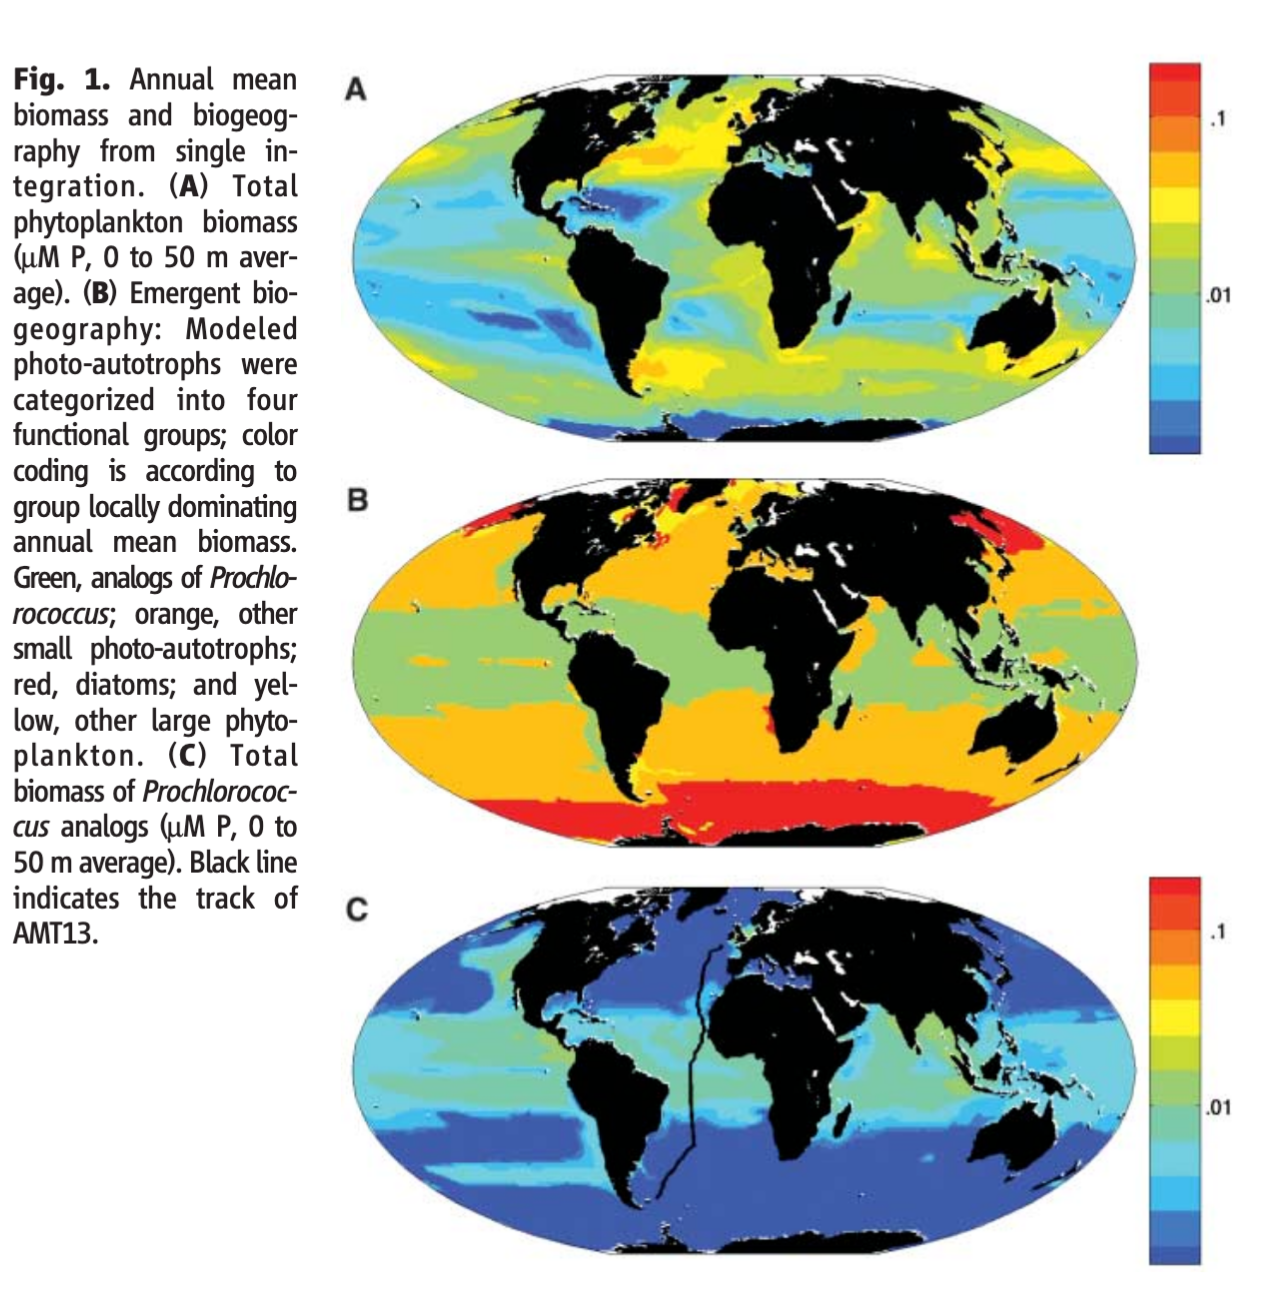 Fig. 1. Annual mean
biomass and biogeog-
raphy from single in-
tegration. (A) Total
phytoplankton biomass
(μM P, 0 to 50 m aver-
age). (B) Emergent bio-
geography: Modeled
photo-autotrophs were
categorized into four
functional groups; color
coding is according to
group locally dominating
annual mean biomass.
Green, analogs of Prochlo-
rococcus; orange, other
small photo-autotrophs;
red, diatoms; and yel-
low, other large phyto-
plankton. (C) Total
biomass of Prochlorococ-
cus analogs (μM P, 0 to
50 m average). Black line
indicates the track of
AMT13.
A
.1
.01
B
C
.1
.01